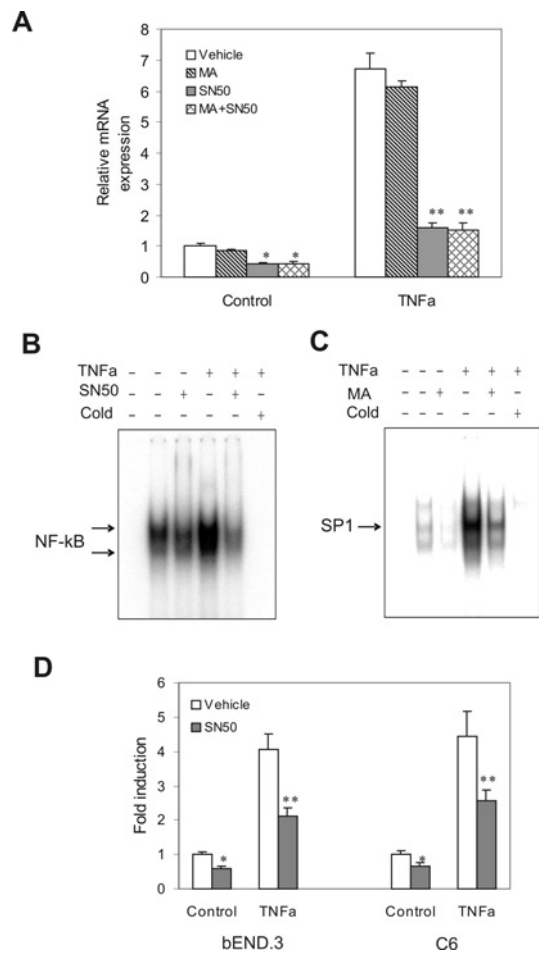 A
Relative mRNA
expression
8
7
6
5
4
3
2
1
0
Vehicle
MA
SN50
MA+SN50
* * ** **
Control TNFa
B
TNFa - - - + + +
SN50 - - + - + -
Cold - - - - - +
NF-kB
C
TNFa - - - + + +
MA - - + - + -
Cold - - - - - +
SP1
D
Fold induction
6
5
4
3
2
1
0
Vehicle
SN50
* ** * **
Control TNFa Control TNFa
bEND.3 C6